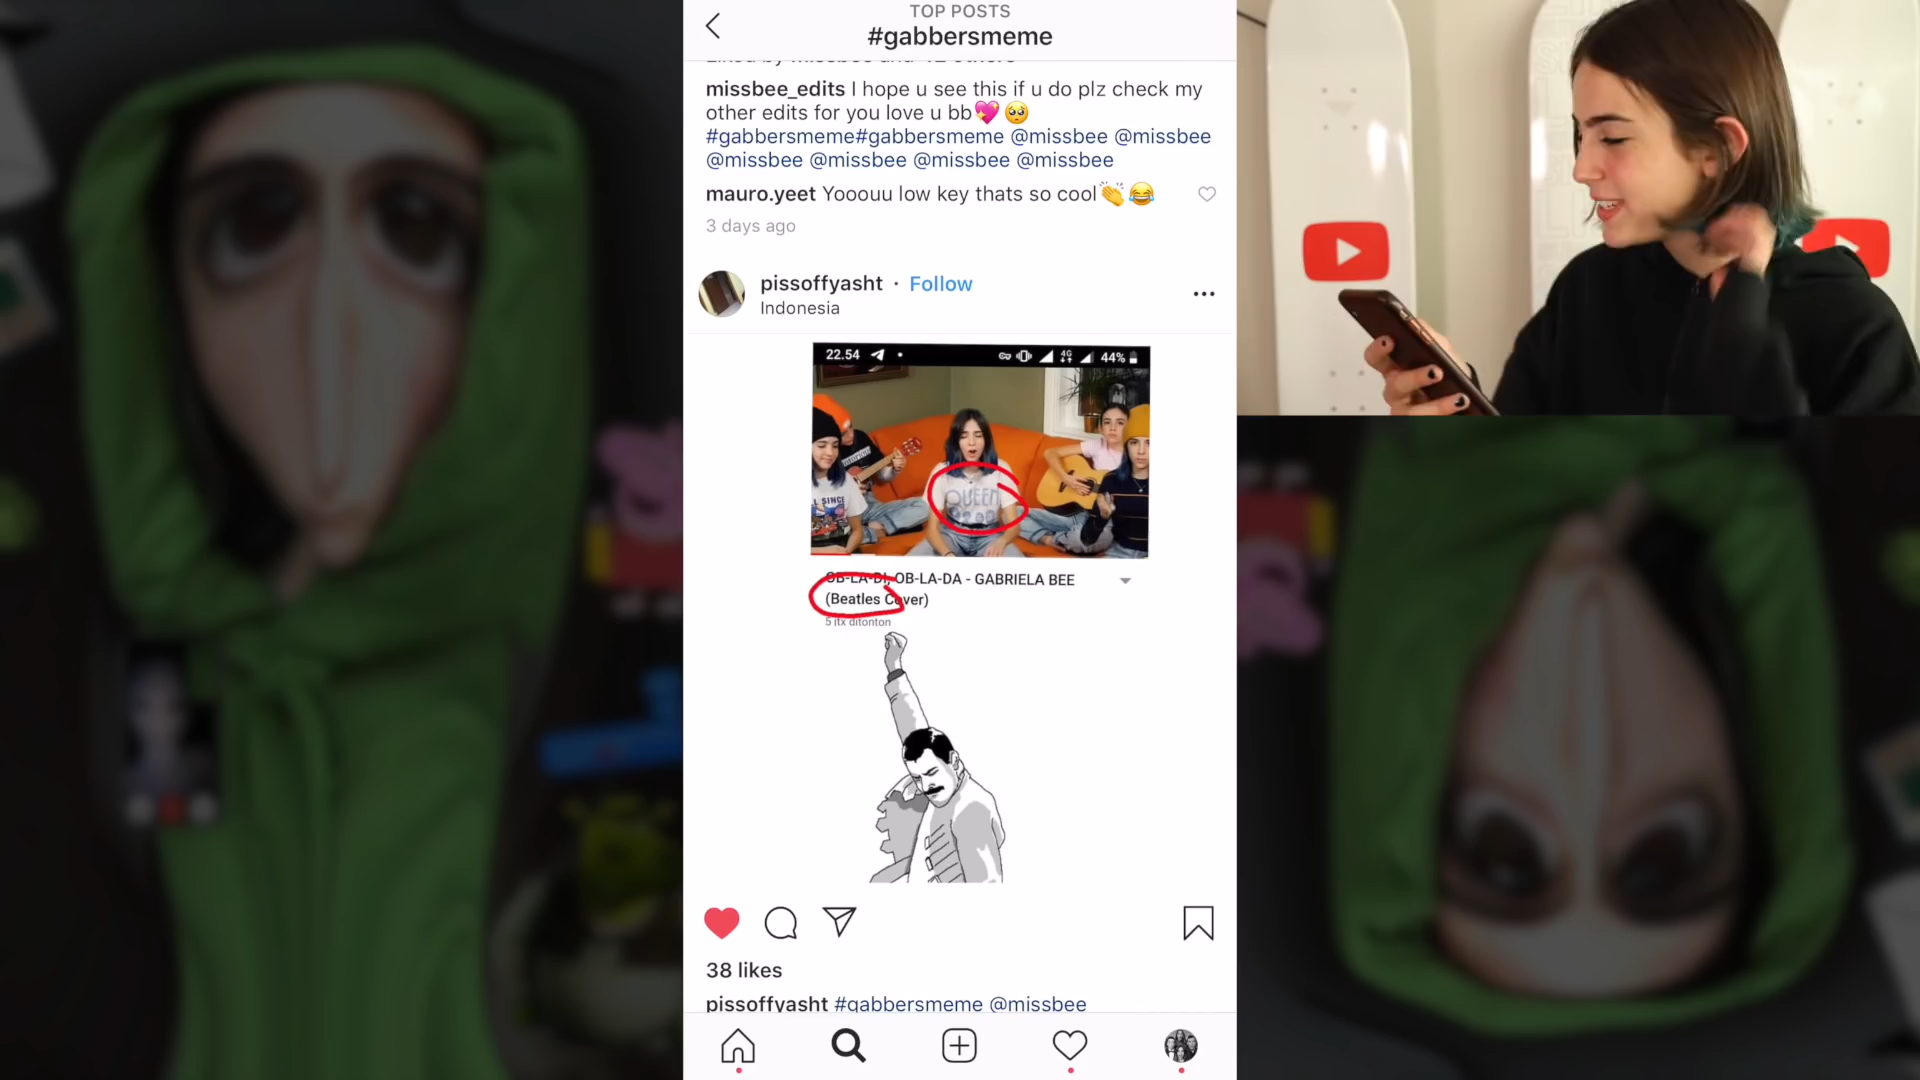 TOP POSTS
#gabbersmeme
missbee_edits I hope u see this if u do plz check my
other edits for you love u bb💖🥺
#gabbersmeme#gabbersmeme @missbee @missbee
@missbee @missbee @missbee @missbee
mauro.yeet Yooouu low key thats so cool👏😂
3 days ago
pissoffyasht · Follow
Indonesia
22.54
4G
44%
L SINCE
QUEEN
OB-LA-DI, OB-LA-DA - GABRIELA BEE
(Beatles Cover)
5 jtx ditonton
38 likes
pissoffyasht #gabbersmeme @missbee